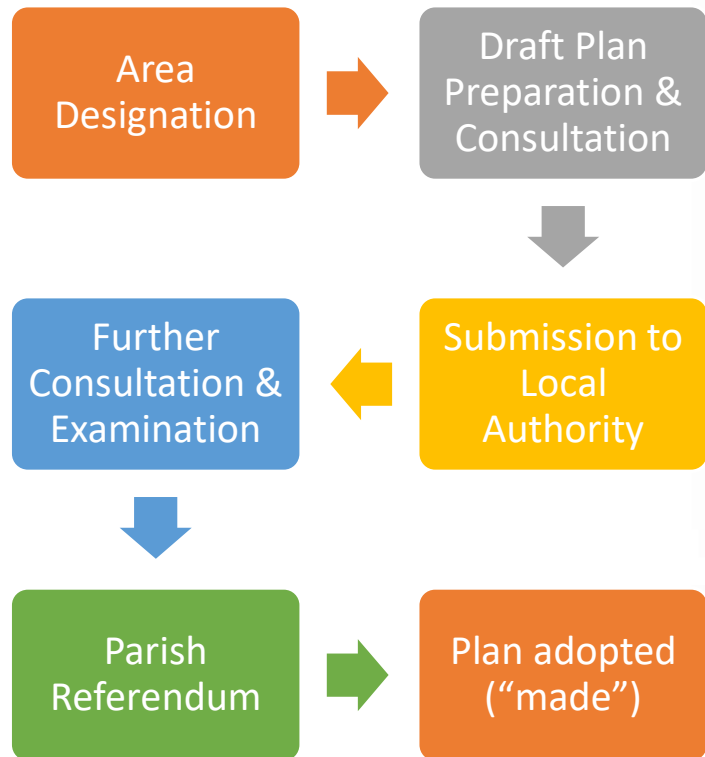 Area
Designation
Draft Plan
Preparation &
Consultation
Submission to
Local
Authority
Further
Consultation &
Examination
Parish
Referendum
Plan adopted
(“made”)